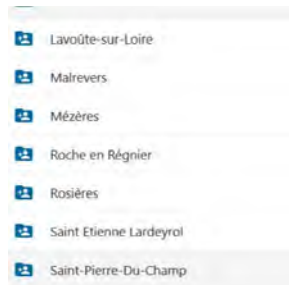 Lavoûte-sur-Loire
Malrevers
Mézères
Roche en Régnier
Rosières
Saint Etienne Lardeyrol
Saint-Pierre-Du-Champ